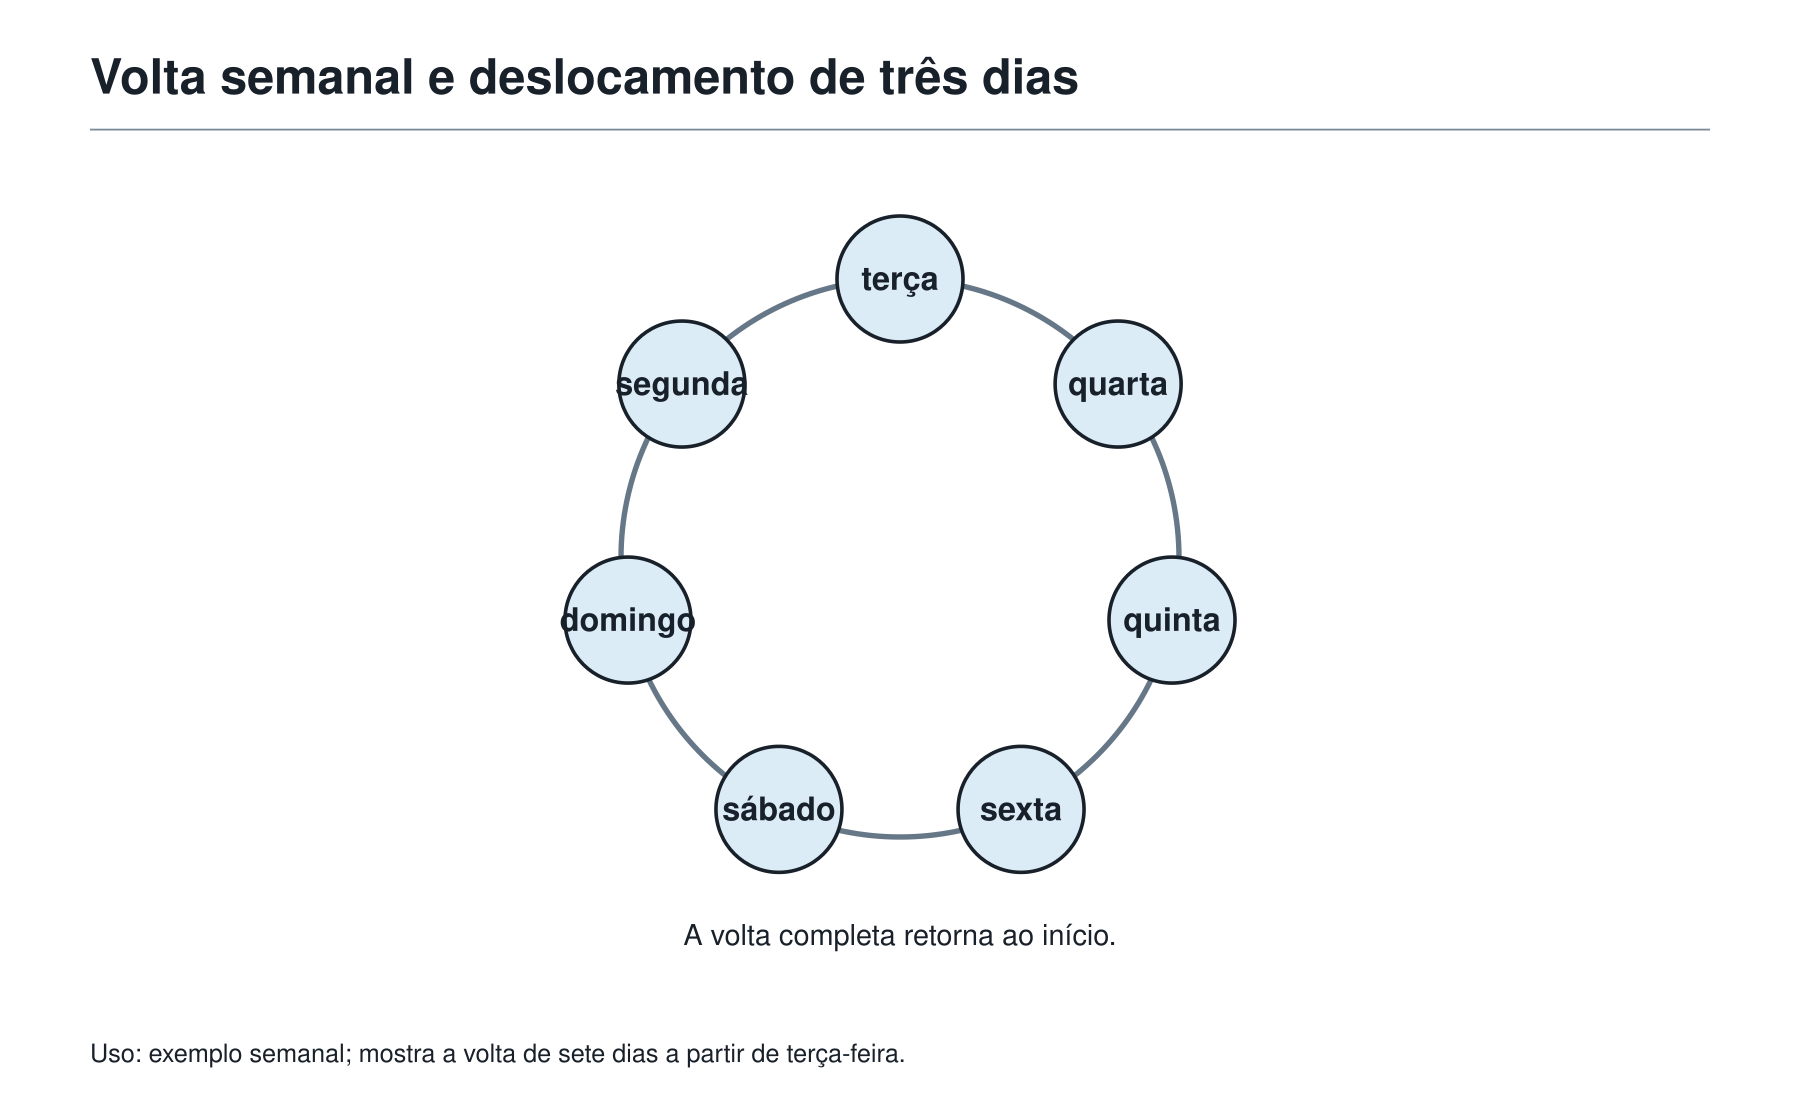 Volta semanal e deslocamento de três dias
terça
segunda
quarta
domingo
quinta
sábado
sexta
A volta completa retorna ao início.
Uso: exemplo semanal; mostra a volta de sete dias a partir de terça-feira.